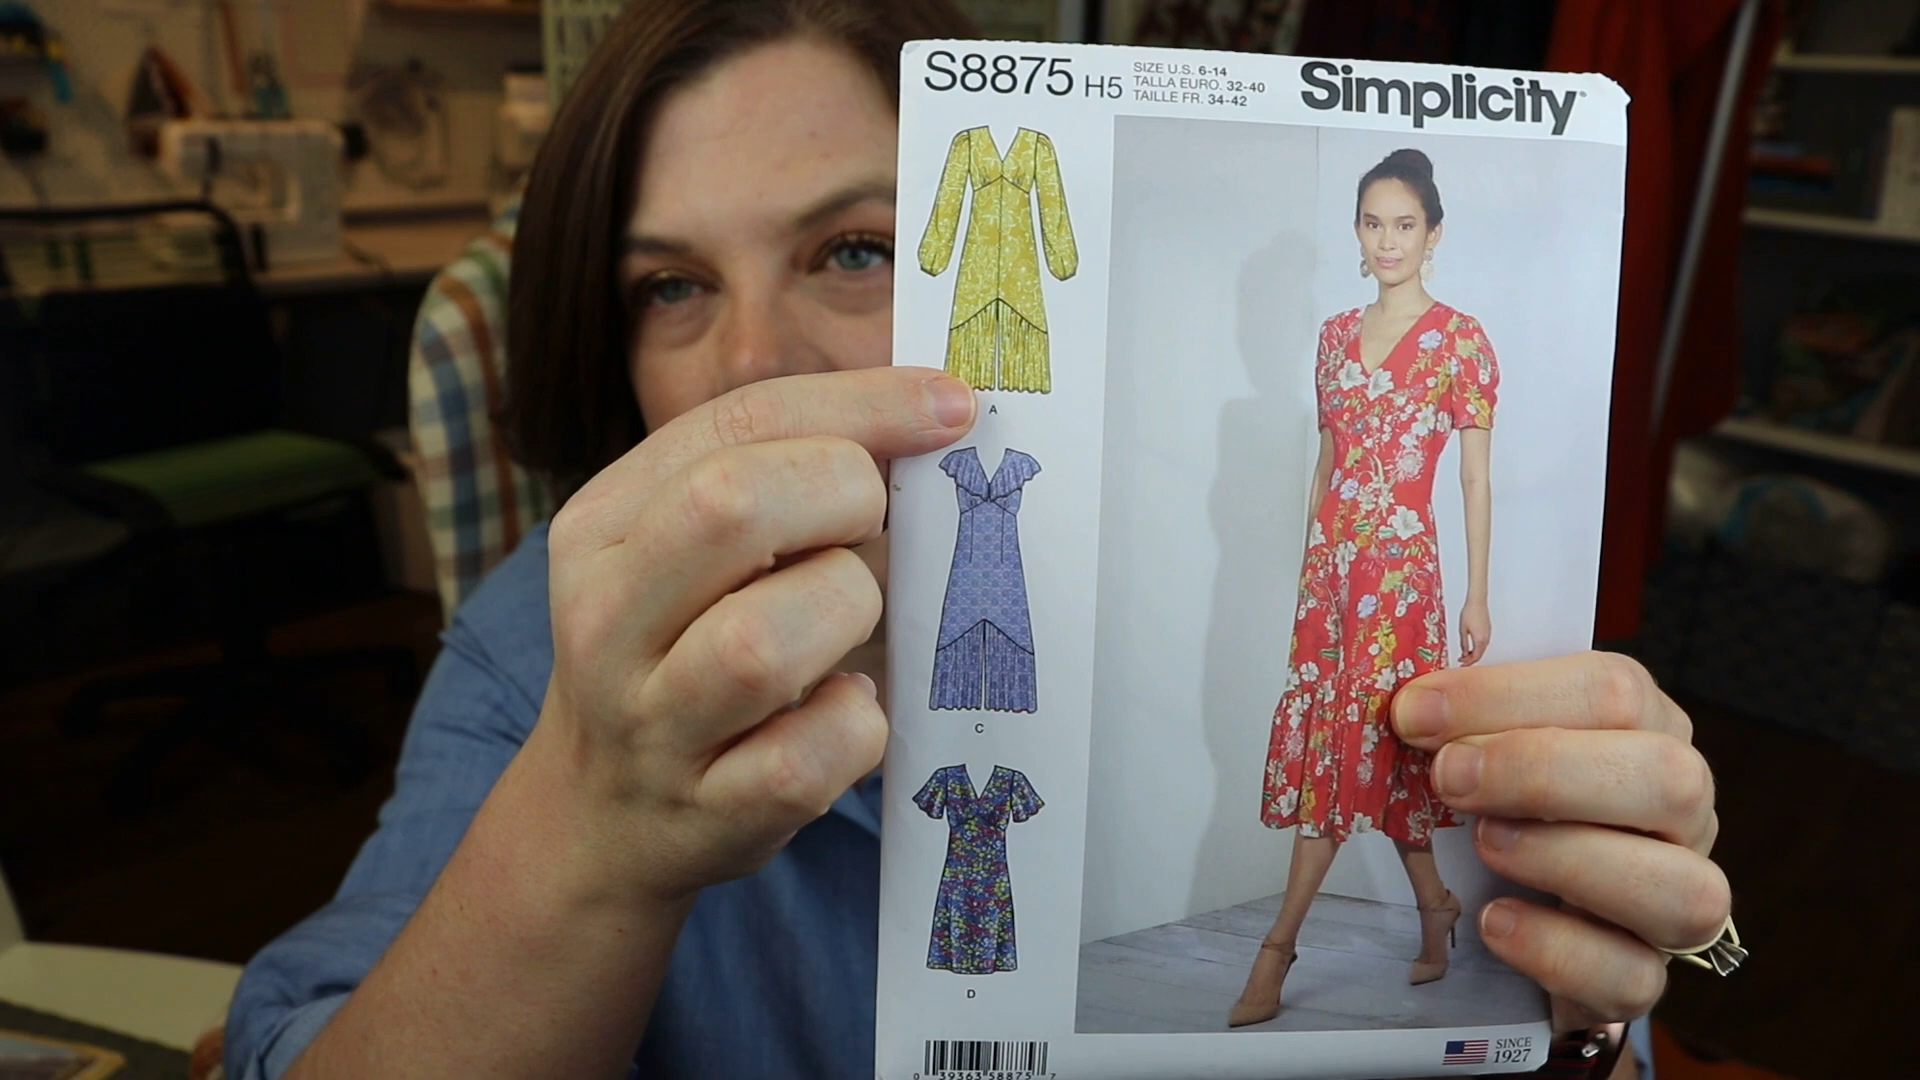 S8875 H5
SIZE U.S. 6-14
TALLA EURO. 32-40
TAILLE FR. 34-42
Simplicity
A
C
D
0 39363 58875 7
SINCE
1927